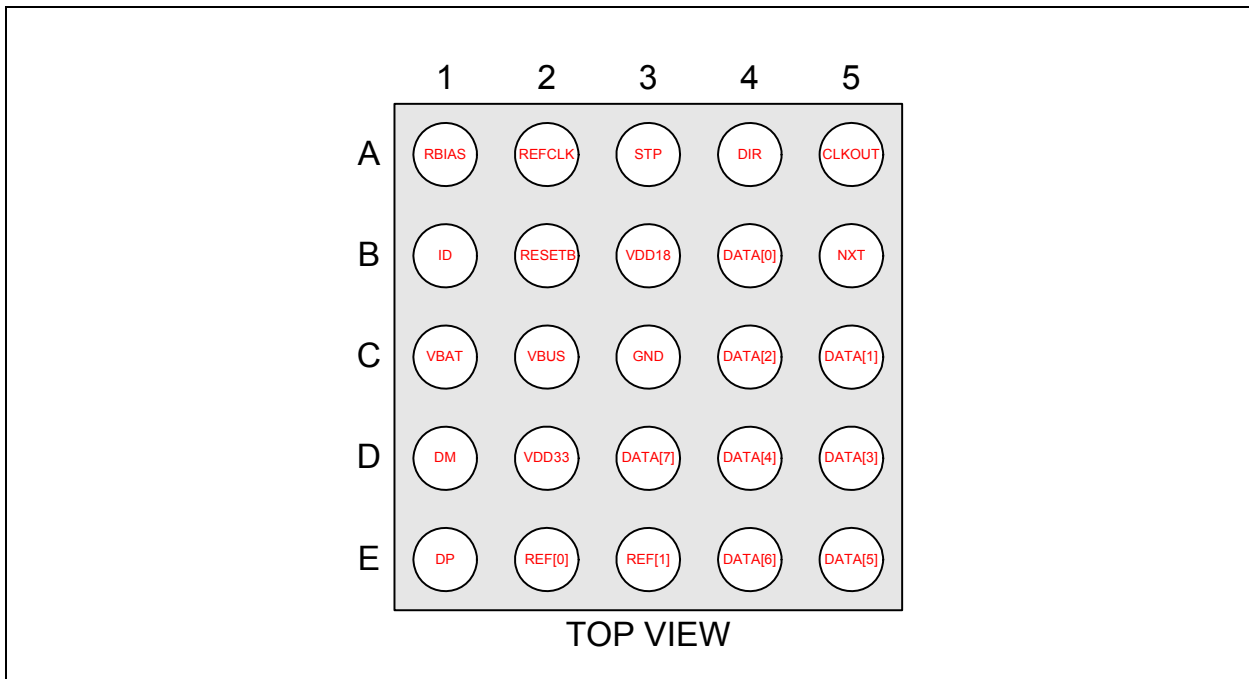 1 2 3 4 5
A RBIAS REFCLK STP DIR CLKOUT
B ID RESETB VDD18 DATA[0] NXT
C VBAT VBUS GND DATA[2] DATA[1]
D DM VDD33 DATA[7] DATA[4] DATA[3]
E DP REF[0] REF[1] DATA[6] DATA[5]
TOP VIEW